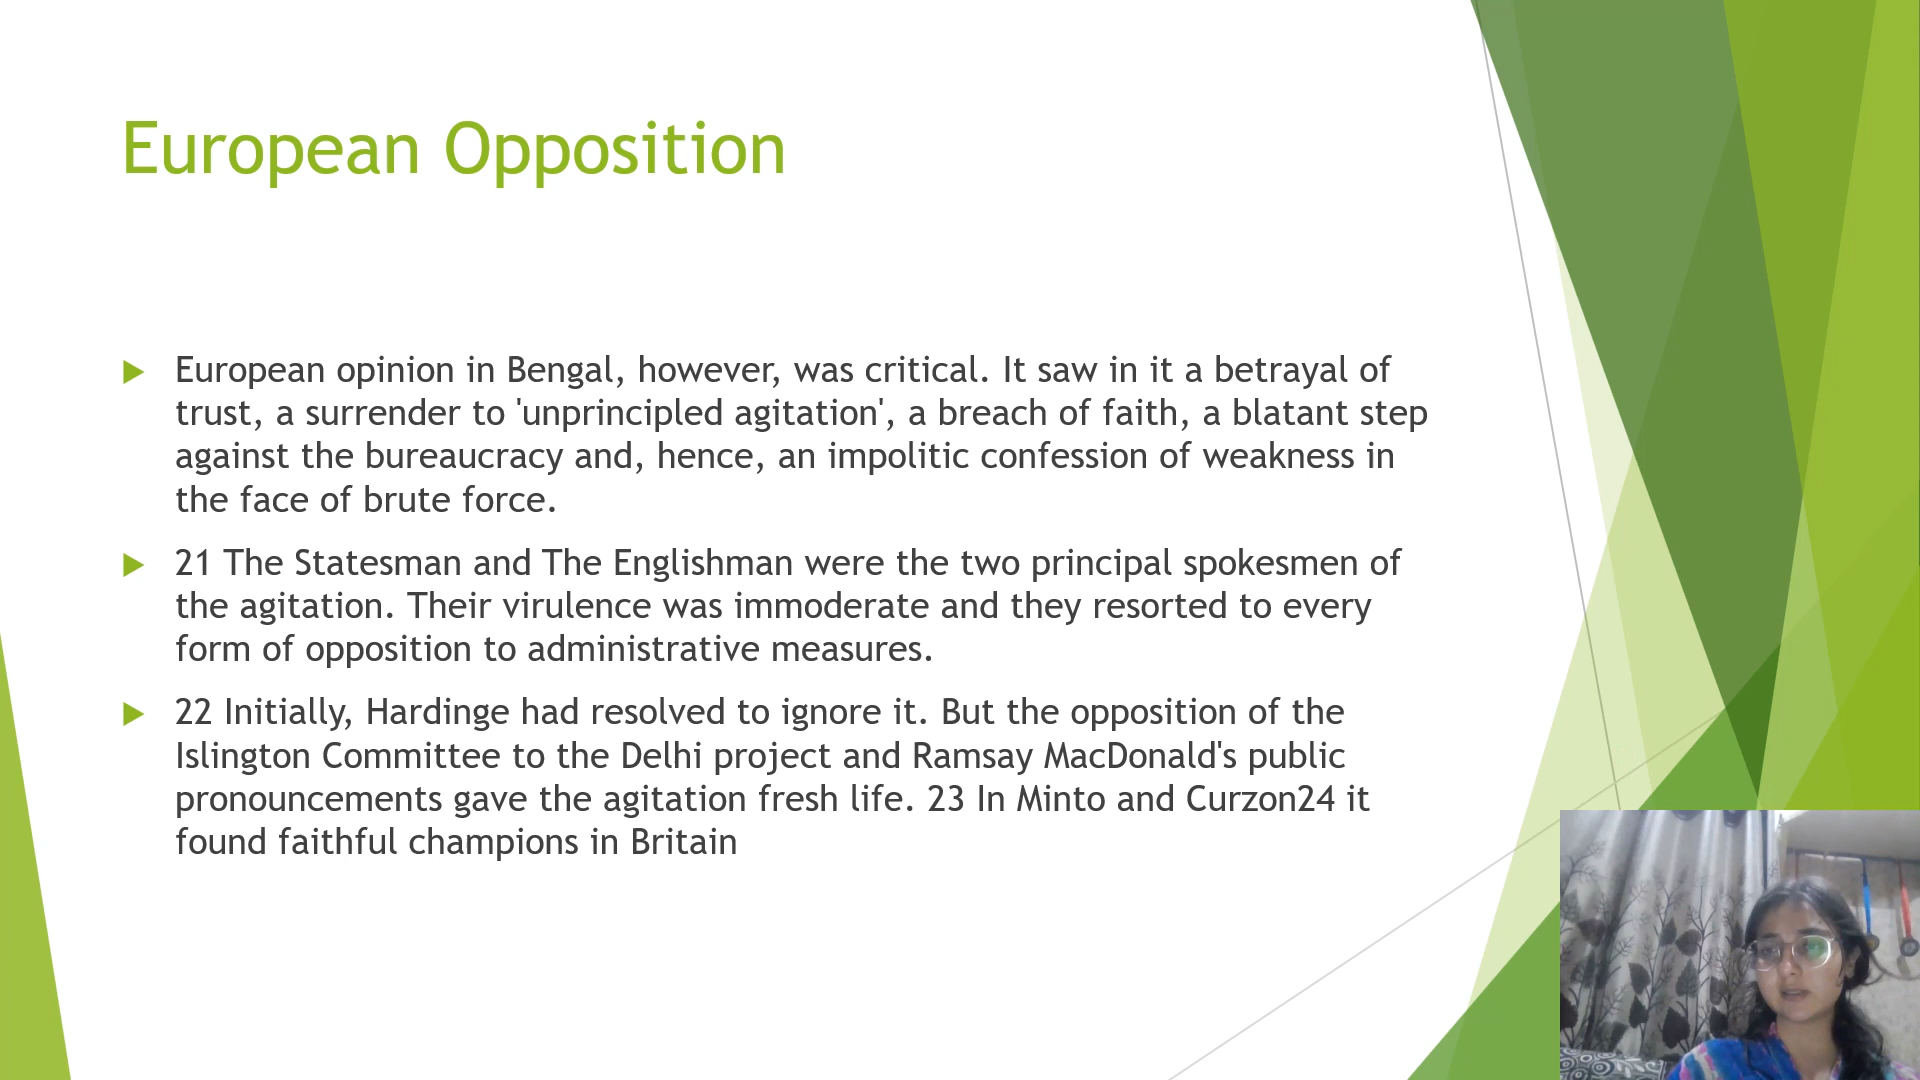 European Opposition
European opinion in Bengal, however, was critical. It saw in it a betrayal of
trust, a surrender to 'unprincipled agitation', a breach of faith, a blatant step
against the bureaucracy and, hence, an impolitic confession of weakness in
the face of brute force.
21 The Statesman and The Englishman were the two principal spokesmen of
the agitation. Their virulence was immoderate and they resorted to every
form of opposition to administrative measures.
22 Initially, Hardinge had resolved to ignore it. But the opposition of the
Islington Committee to the Delhi project and Ramsay MacDonald's public
pronouncements gave the agitation fresh life. 23 In Minto and Curzon24 it
found faithful champions in Britain